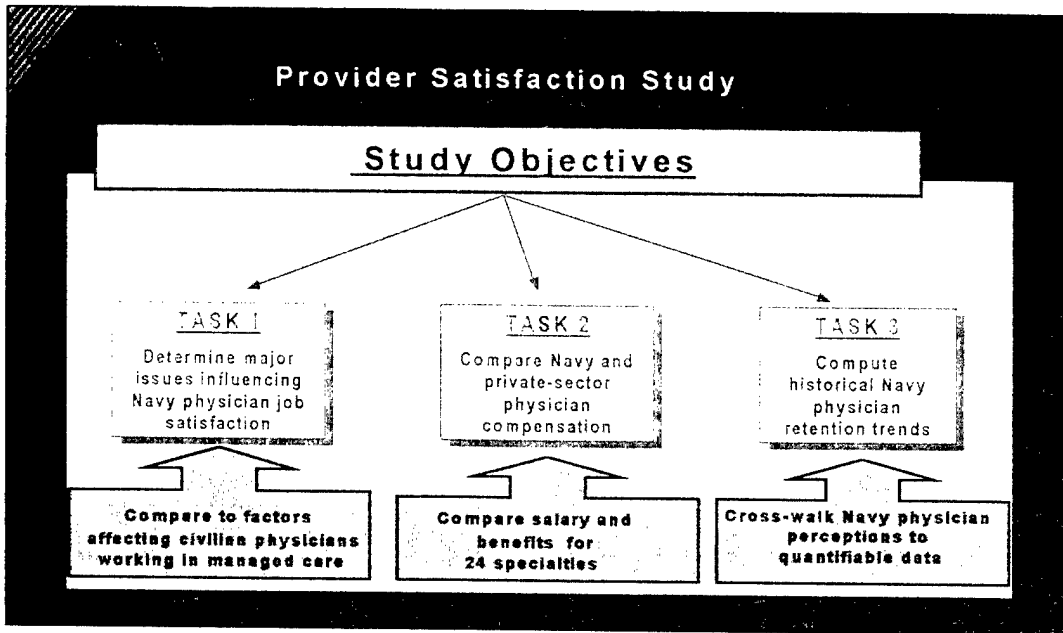 Provider Satisfaction Study
Study Objectives
TASK 1
Determine major
issues influencing
Navy physician job
satisfaction
TASK 2
Compare Navy and
private-sector
physician
compensation
TASK 3
Compute
historical Navy
physician
retention trends
Compare to factors
affecting civilian physicians
working in managed care
Compare salary and
benefits for
24 specialties
Cross-walk Navy physician
perceptions to
quantifiable data